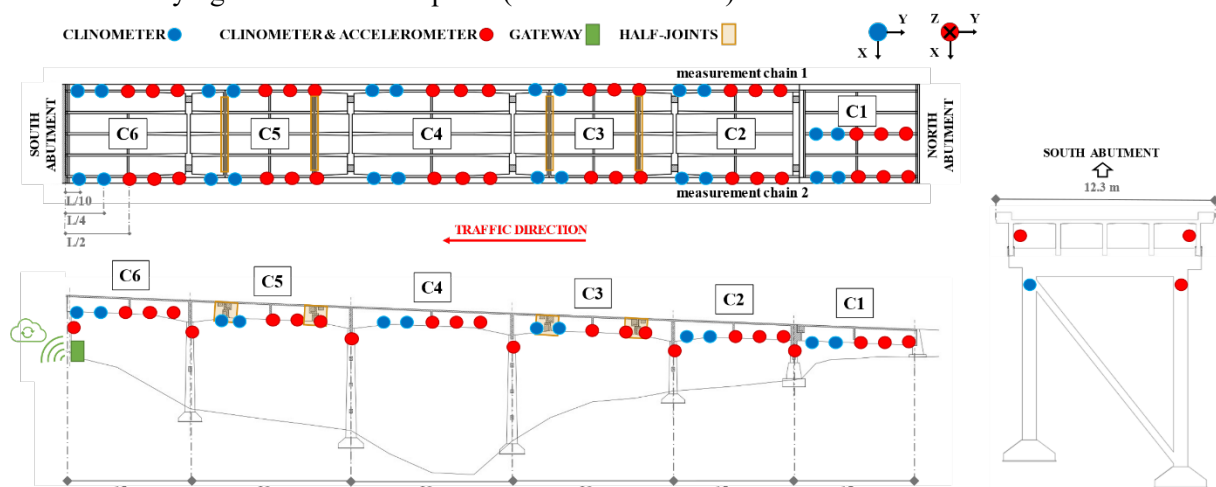 CLINOMETER
CLINOMETER & ACCELEROMETER
GATEWAY
HALF-JOINTS
Y
X
Z
Y
X
measurement chain 1
SOUTH
ABUTMENT
C6
C5
C4
C3
C2
C1
NORTH
ABUTMENT
measurement chain 2
L/10
L/4
L/2
TRAFFIC DIRECTION
SOUTH ABUTMENT
12.3 m
C6
C5
C4
C3
C2
C1